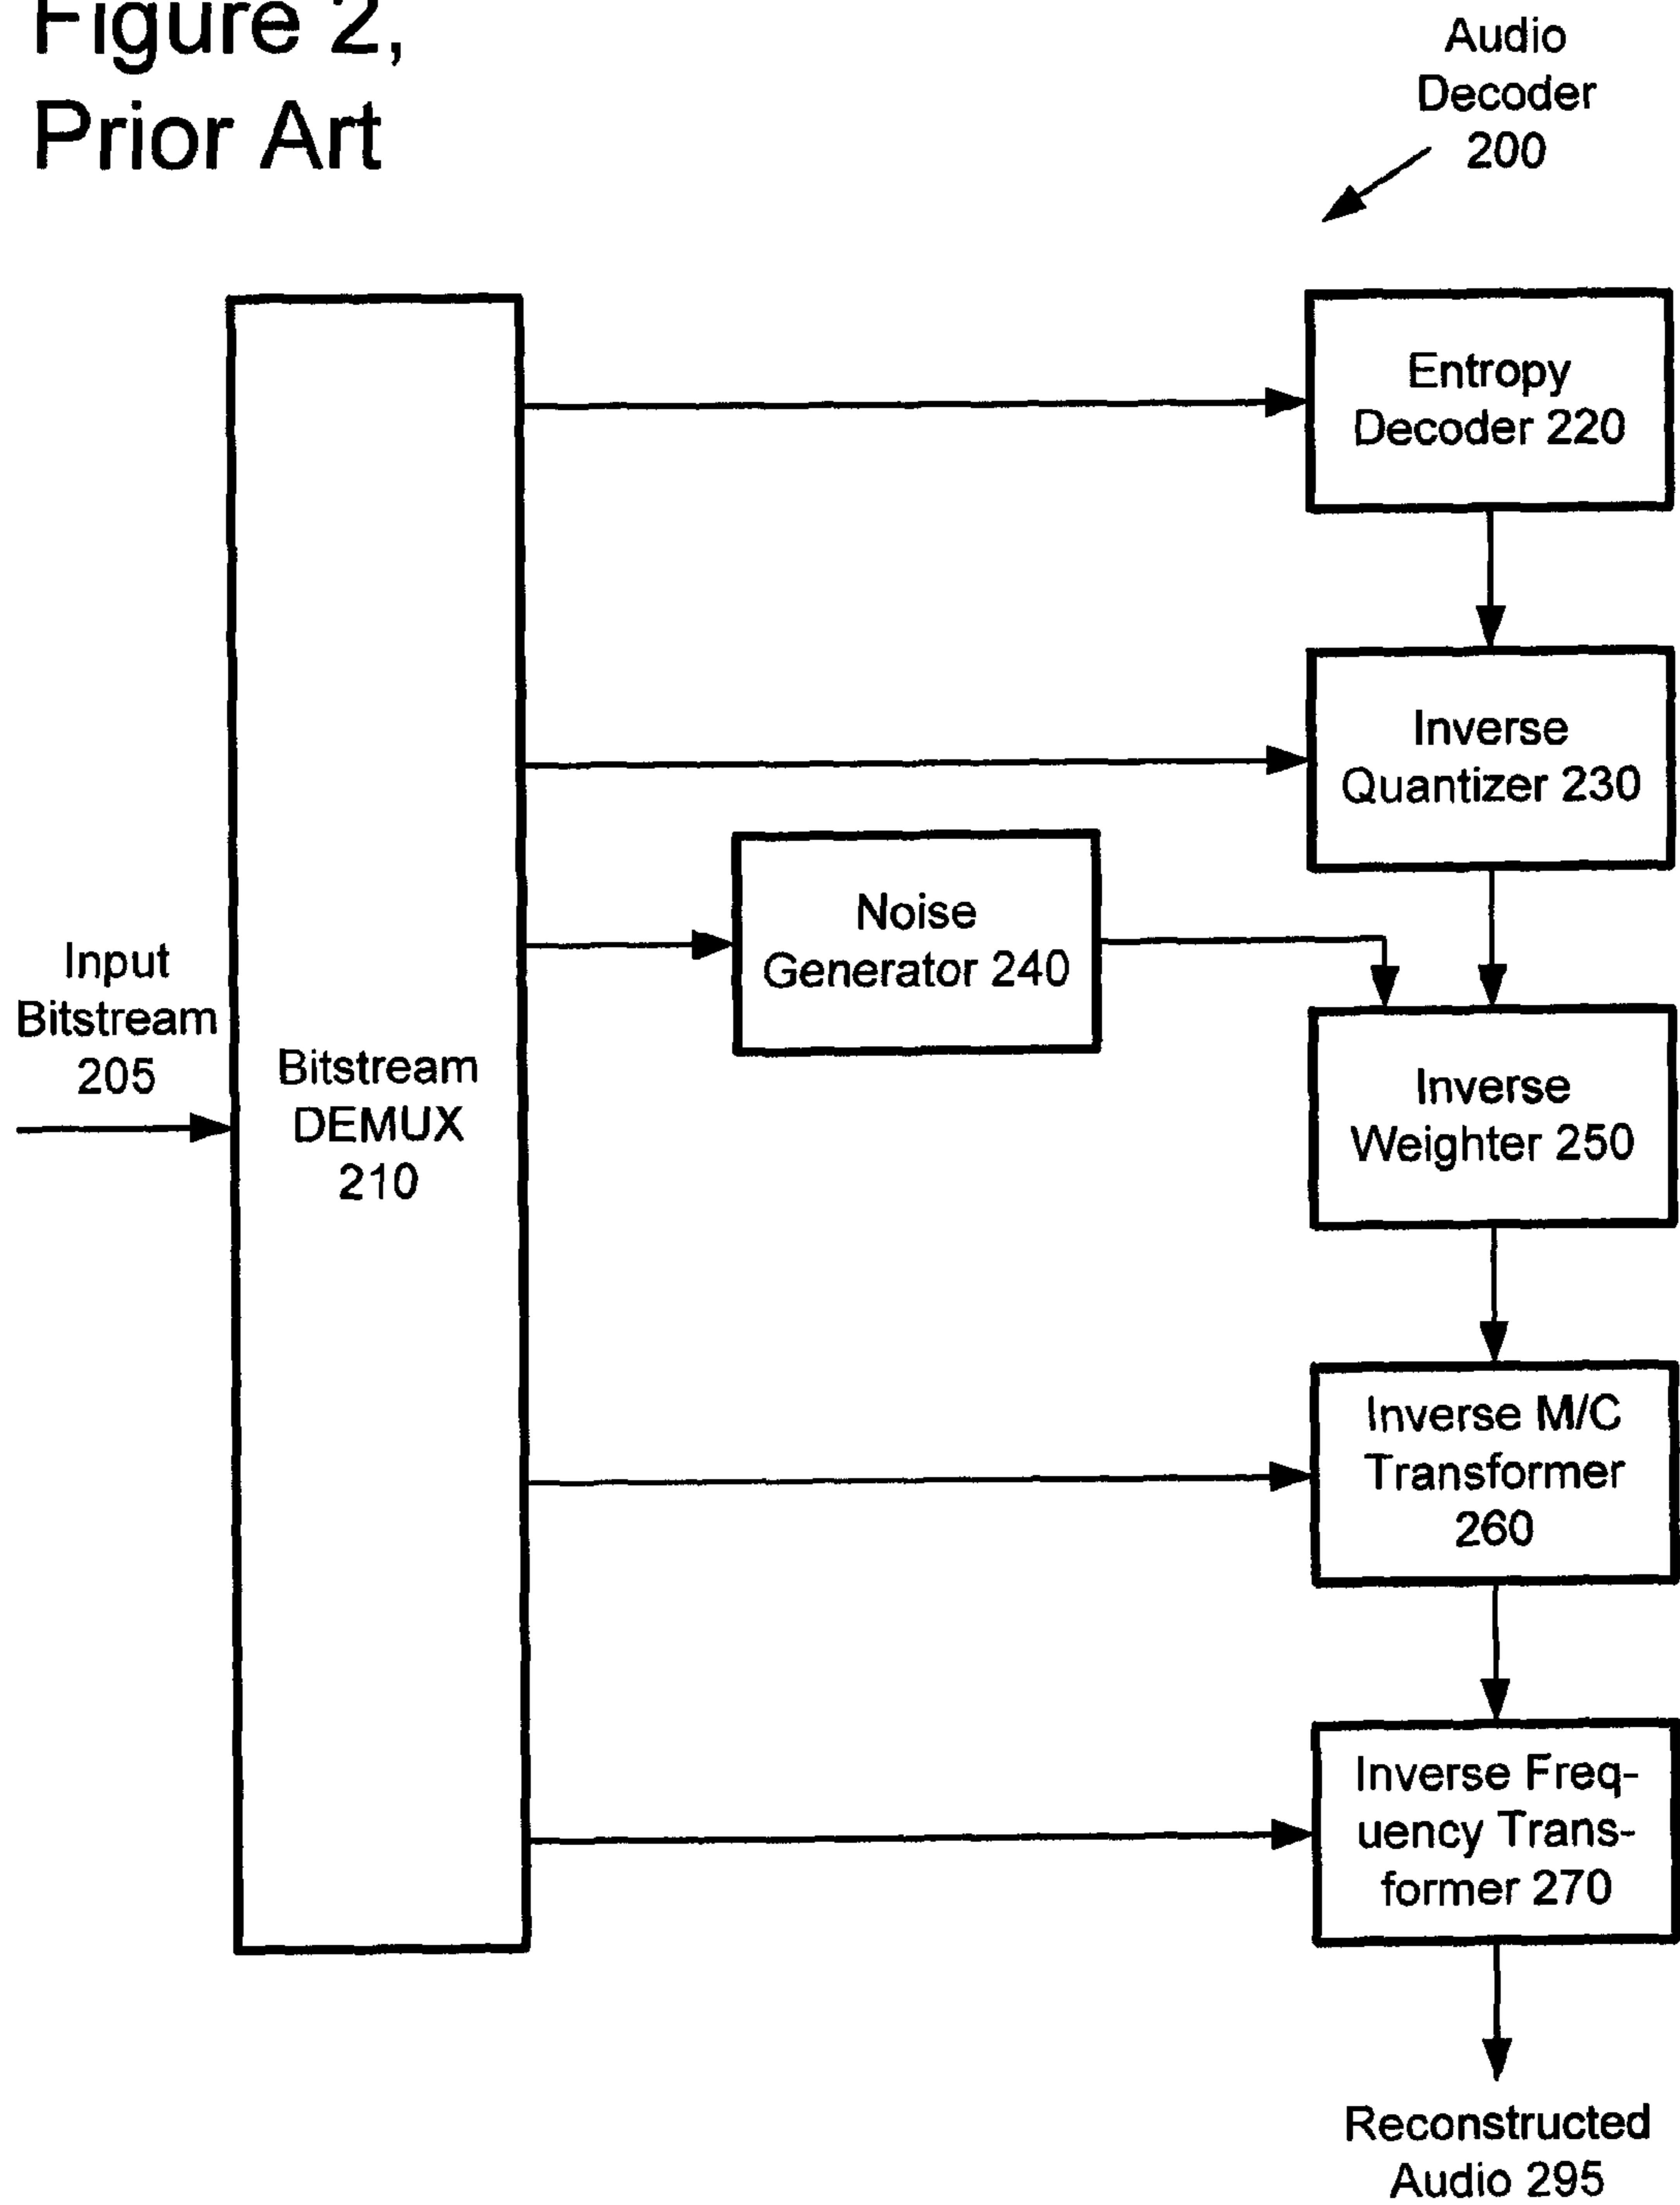 Figure 2,
Prior Art
Audio
Decoder
200
Entropy
Decoder 220
Inverse
Quantizer 230
Noise
Generator 240
Input
Bitstream
205
Bitstream
DEMUX
210
Inverse
Weighter 250
Inverse M/C
Transformer
260
Inverse Freq-
uency Trans-
former 270
Reconstructed
Audio 295